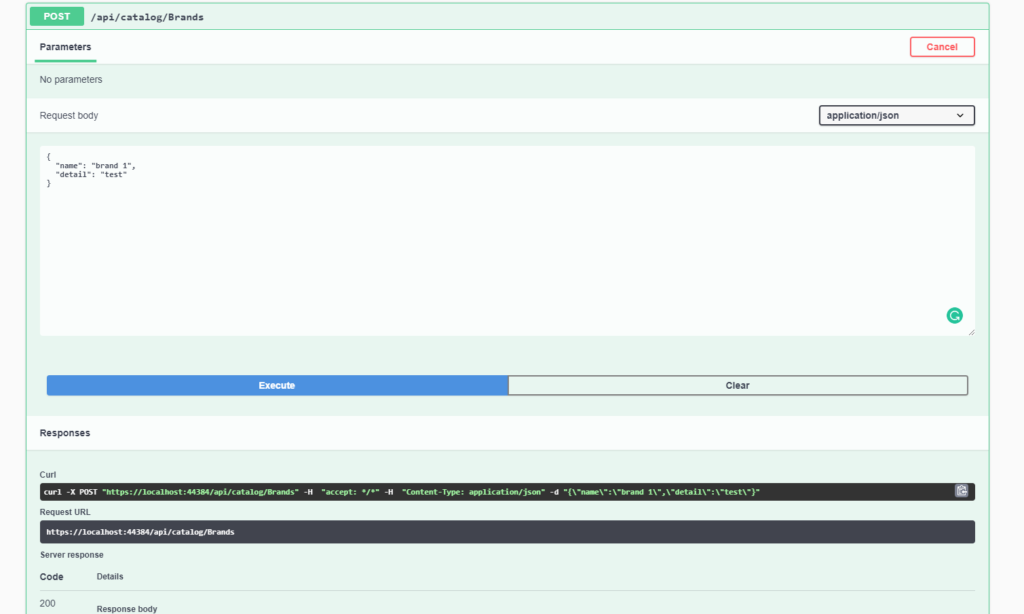 POST /api/catalog/Brands
Parameters
Cancel
No parameters
Request body
application/json
{
  "name": "brand 1",
  "detail": "test"
}
Execute
Clear
Responses
Curl
curl -X POST "https://localhost:44384/api/catalog/Brands" -H  "accept: */*" -H  "Content-Type: application/json" -d "{\"name\":\"brand 1\",\"detail\":\"test\"}"
Request URL
https://localhost:44384/api/catalog/Brands
Server response
Code Details
200
Response body